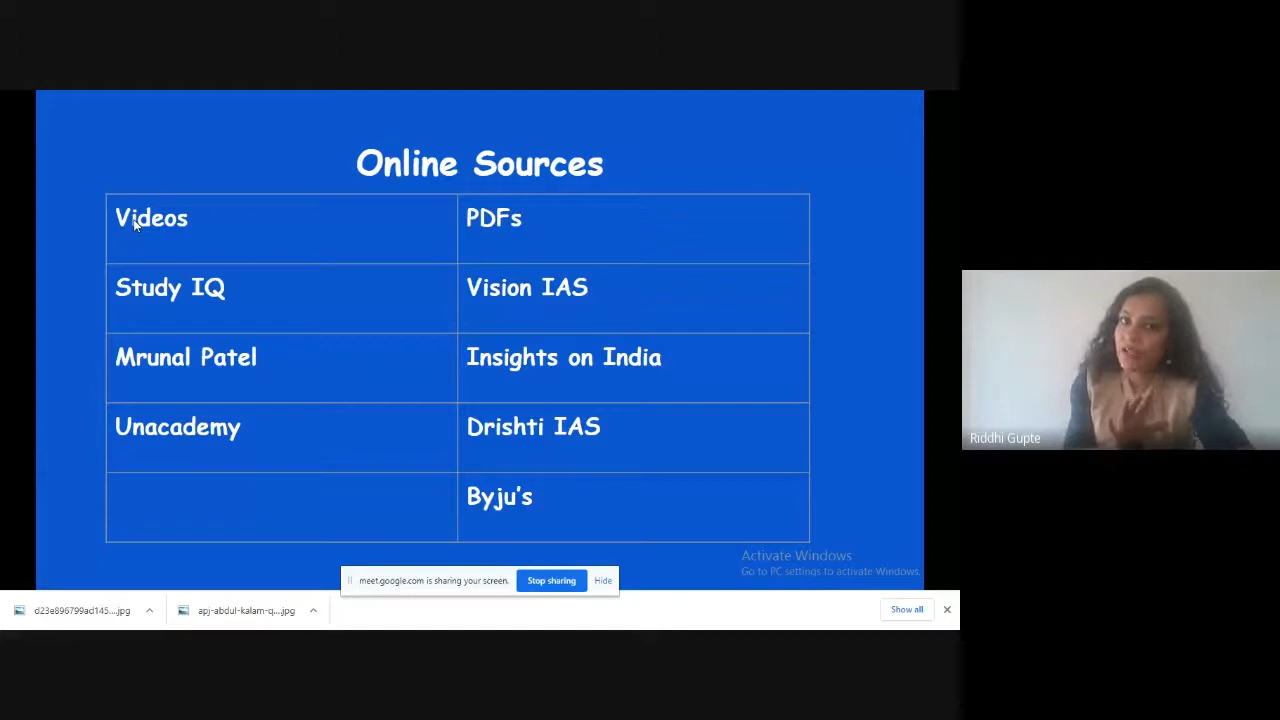 Online Sources
Videos PDFs
Study IQ Vision IAS
Mrunal Patel Insights on India
Unacademy Drishti IAS
Byju's
Activate Windows
Go to PC settings to activate Windows.
meet.google.com is sharing your screen. Stop sharing Hide
d23e896799ad145....jpg apj-abdul-kalam-q....jpg Show all
Riddhi Gupte